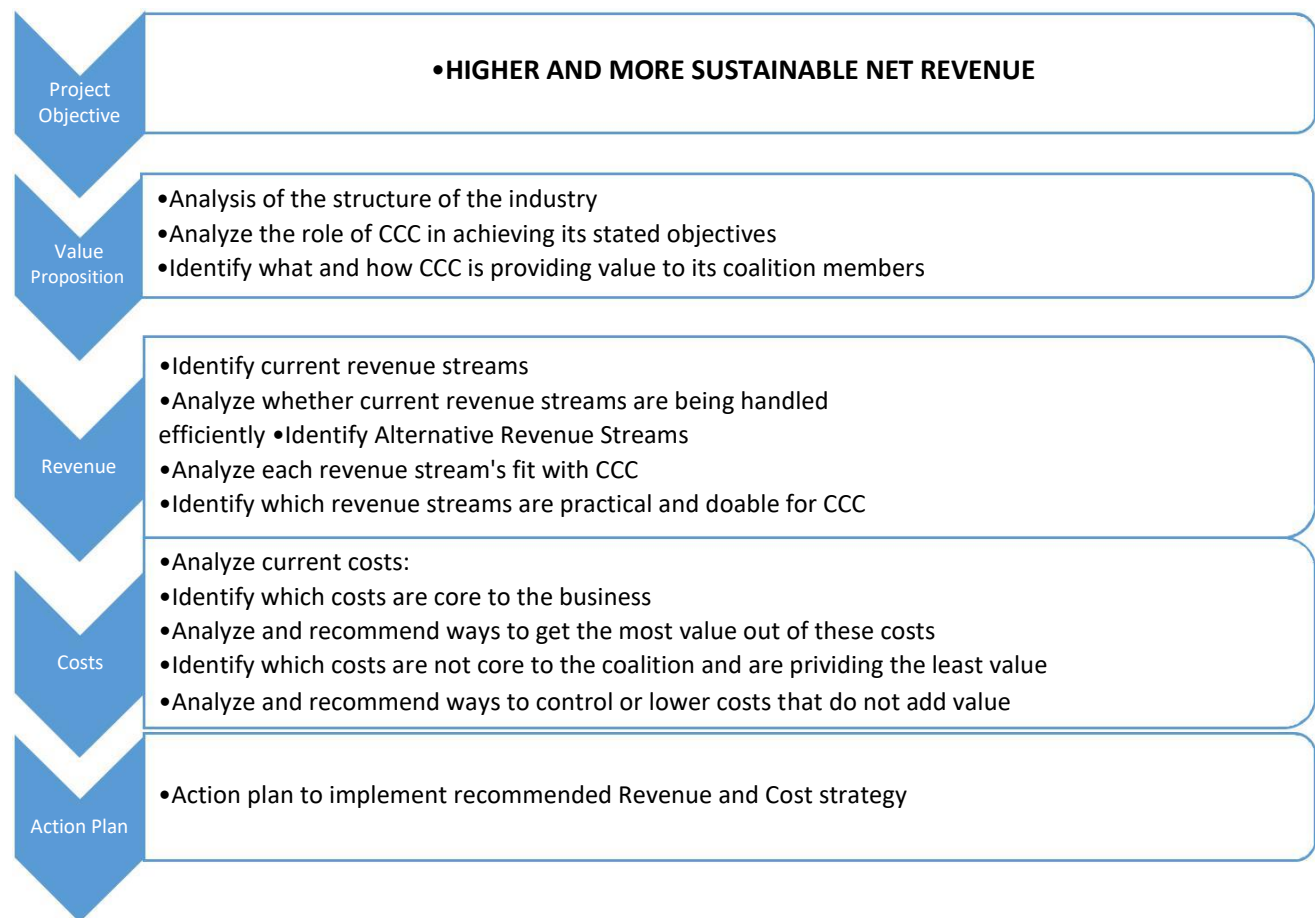 Project
Objective
•HIGHER AND MORE SUSTAINABLE NET REVENUE
Value
Proposition
•Analysis of the structure of the industry
•Analyze the role of CCC in achieving its stated objectives
•Identify what and how CCC is providing value to its coalition members
Revenue
•Identify current revenue streams
•Analyze whether current revenue streams are being handled
efficiently •Identify Alternative Revenue Streams
•Analyze each revenue stream's fit with CCC
•Identify which revenue streams are practical and doable for CCC
Costs
•Analyze current costs:
•Identify which costs are core to the business
•Analyze and recommend ways to get the most value out of these costs
•Identify which costs are not core to the coalition and are prividing the least value
•Analyze and recommend ways to control or lower costs that do not add value
Action Plan
•Action plan to implement recommended Revenue and Cost strategy